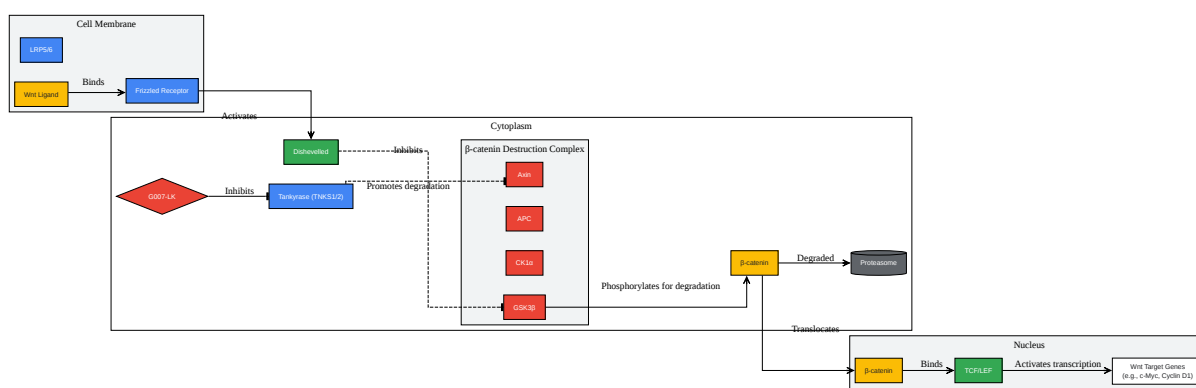 Cell Membrane
LRP5/6
Wnt Ligand
Binds
Frizzled Receptor
Activates
Cytoplasm
Dishevelled
Inhibits
β-catenin Destruction Complex
Axin
G007-LK
Inhibits
Tankyrase (TNKS1/2)
Promotes degradation
APC
CK1α
GSK3β
Phosphorylates for degradation
β-catenin
Degraded
Proteasome
Translocates
Nucleus
β-catenin
Binds
TCF/LEF
Activates transcription
Wnt Target Genes
(e.g., c-Myc, Cyclin D1)